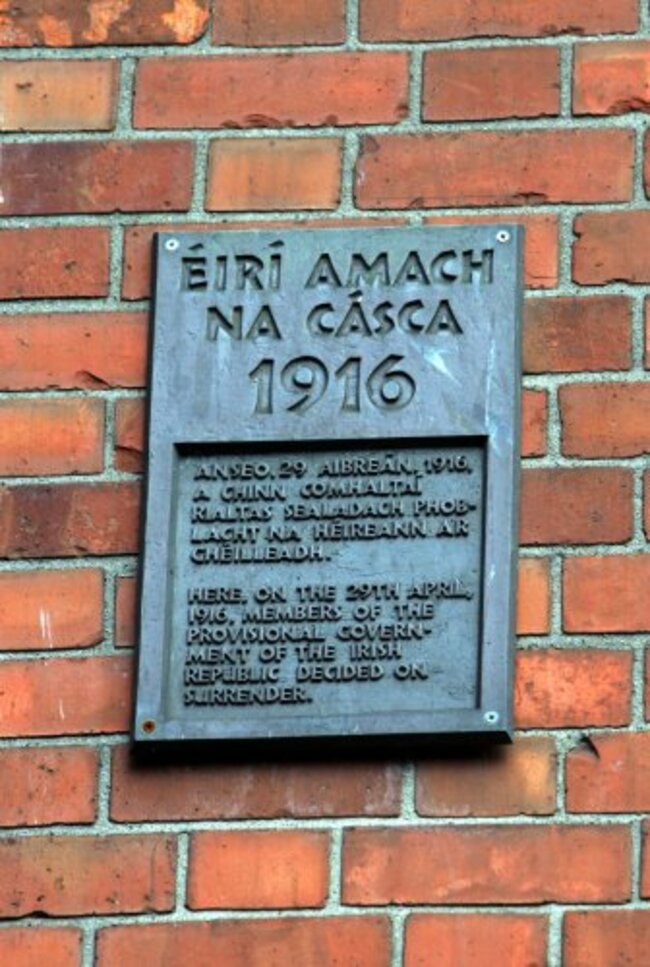 ÉIRÍ AMACH
NA CÁSCA
1916
ANSEO, 29 AIBREÁN, 1916,
A CHINN COMHALTAÍ
RIALTAS SEALADACH PHOB-
LACHT NA HÉIREANN AR
GHÉILLEADH.
HERE, ON THE 29TH APRIL,
1916, MEMBERS OF THE
PROVISIONAL GOVERN-
MENT OF THE IRISH
REPUBLIC DECIDED ON
SURRENDER.